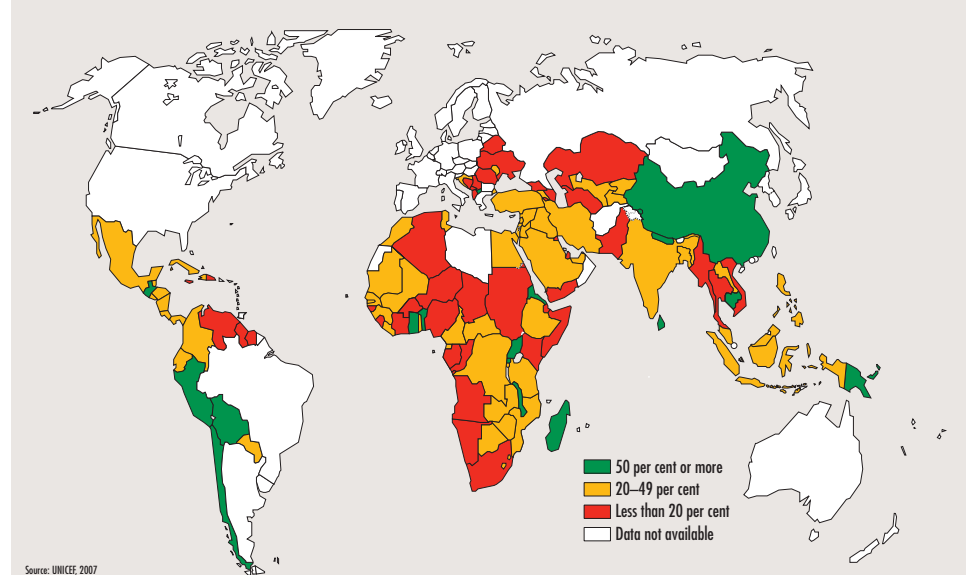 50 per cent or more
20–49 per cent
Less than 20 per cent
Data not available
Source: UNICEF, 2007